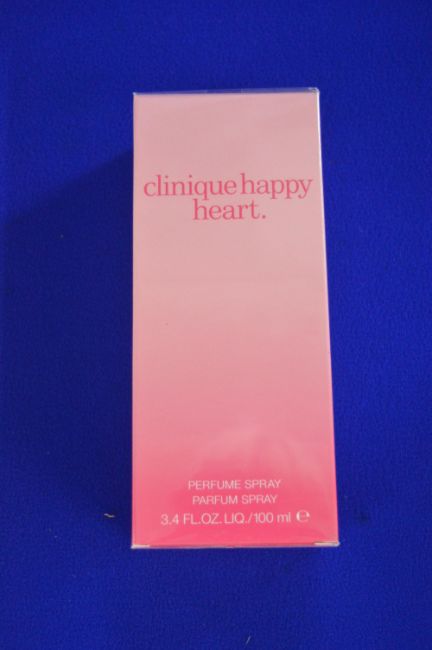 clinique happy
heart.
PERFUME SPRAY
PARFUM SPRAY
3.4 FL.OZ.LIQ./100 ml ℮